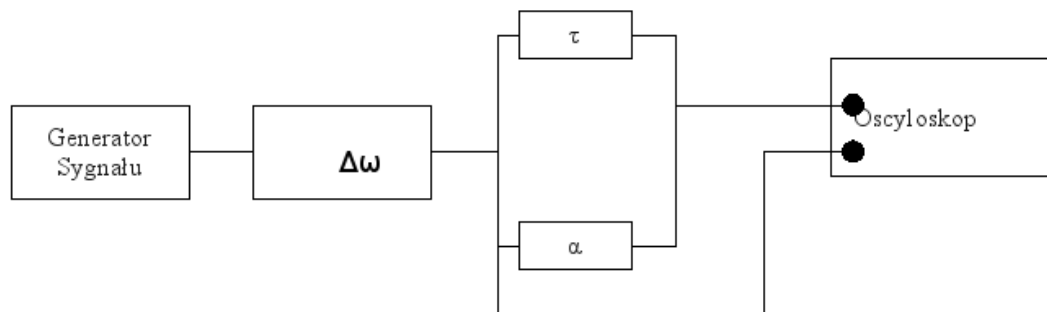 τ
Generator
Sygnału
Δω
Oscyloskop
α